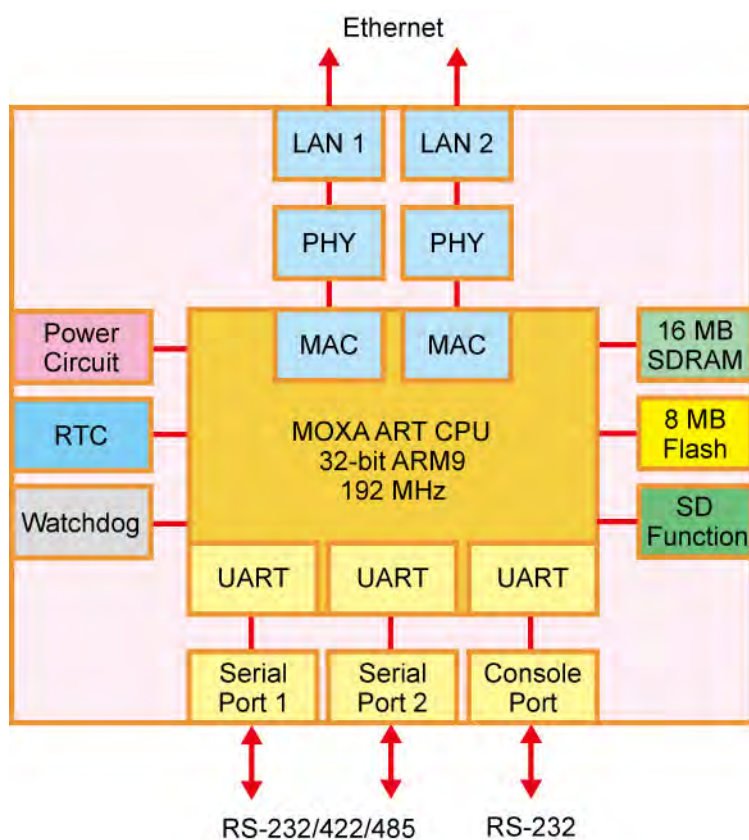 Ethernet
LAN 1
LAN 2
PHY
PHY
Power
Circuit
MAC
MAC
16 MB
SDRAM
RTC
MOXA ART CPU
32-bit ARM9
192 MHz
8 MB
Flash
Watchdog
SD
Function
UART
UART
UART
Serial
Port 1
Serial
Port 2
Console
Port
RS-232/422/485
RS-232